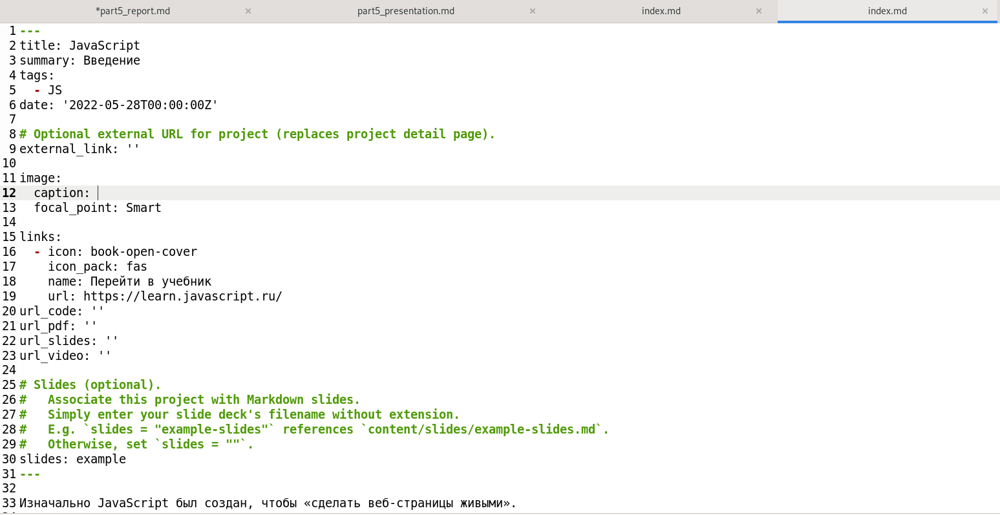 *part5_report.md × part5_presentation.md × index.md × index.md ×
1 ---
2 title: JavaScript
3 summary: Введение
4 tags:
5   - JS
6 date: '2022-05-28T00:00:00Z'
7
8 # Optional external URL for project (replaces project detail page).
9 external_link: ''
10
11 image:
12   caption: 
13   focal_point: Smart
14
15 links:
16   - icon: book-open-cover
17     icon_pack: fas
18     name: Перейти в учебник
19     url: https://learn.javascript.ru/
20 url_code: ''
21 url_pdf: ''
22 url_slides: ''
23 url_video: ''
24
25 # Slides (optional).
26 #   Associate this project with Markdown slides.
27 #   Simply enter your slide deck's filename without extension.
28 #   E.g. `slides = "example-slides"` references `content/slides/example-slides.md`.
29 #   Otherwise, set `slides = ""`.
30 slides: example
31 ---
32
33 Изначально JavaScript был создан, чтобы «сделать веб-страницы живыми».